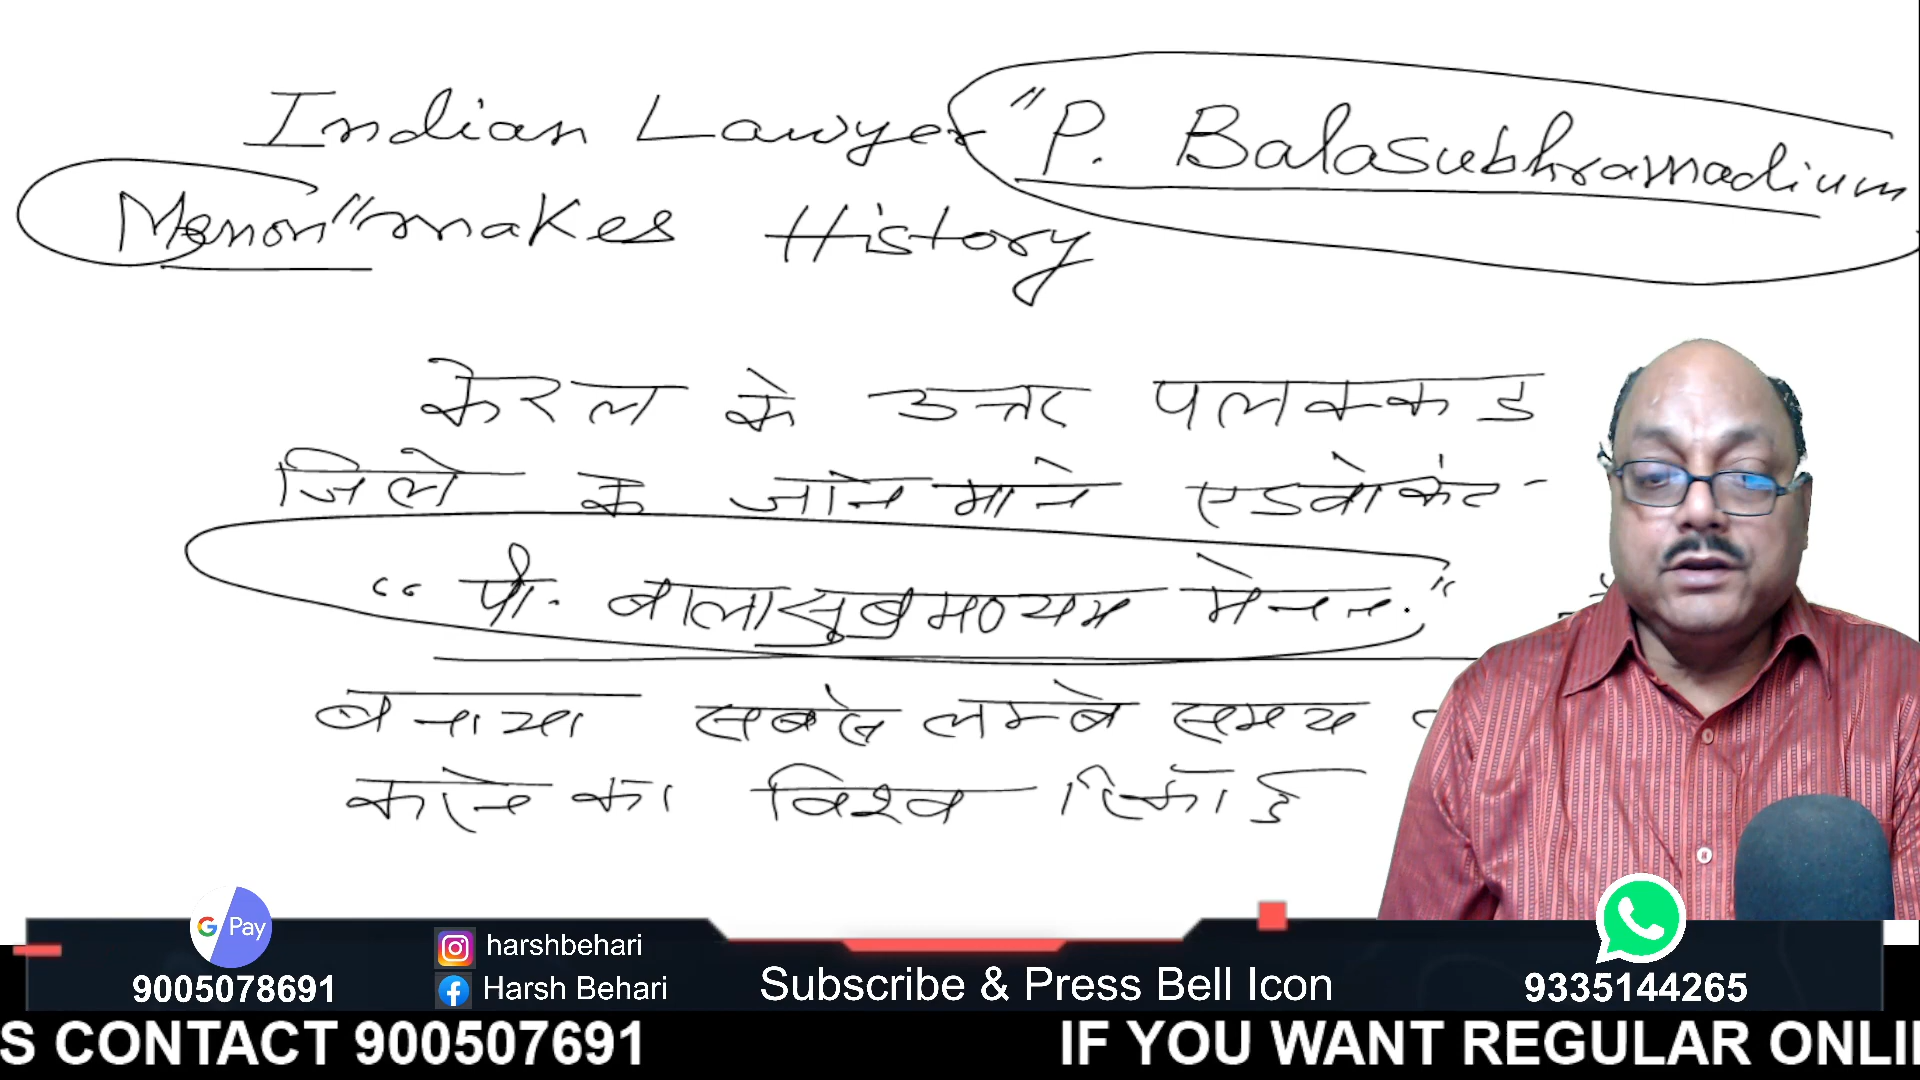 Indian Lawyer "P. Balasubhramadium
Menon" makes History
केरल के उत्तर पलक्कड
जिले के जाने माने एडवोकेट
"पी. बालासुब्रमण्यम मेनन."
बनाया सबसे लम्बे समय
करने का विश्व रिकॉर्ड
G Pay
9005078691
harshbehari
Harsh Behari
Subscribe & Press Bell Icon
9335144265
S CONTACT 900507691 IF YOU WANT REGULAR ONLI